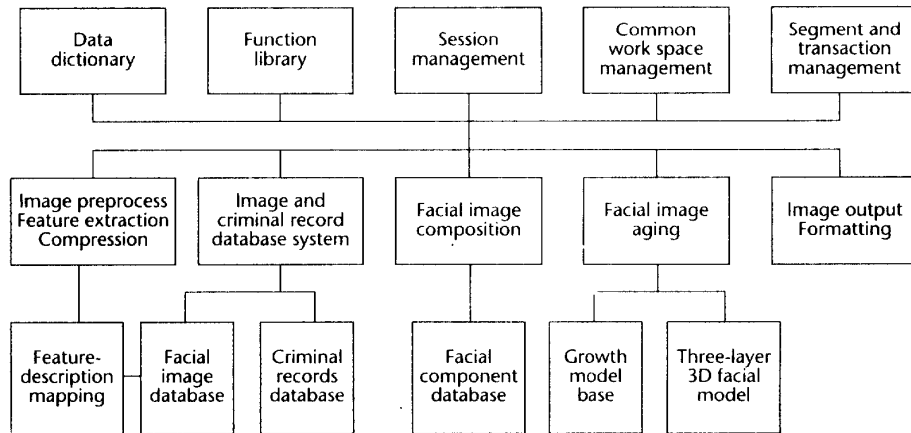 Data
dictionary
Function
library
Session
management
Common
work space
management
Segment and
transaction
management
Image preprocess
Feature extraction
Compression
Image and
criminal record
database system
Facial image
composition
Facial image
aging
Image output
Formatting
Feature-
description
mapping
Facial
image
database
Criminal
records
database
Facial
component
database
Growth
model
base
Three-layer
3D facial
model